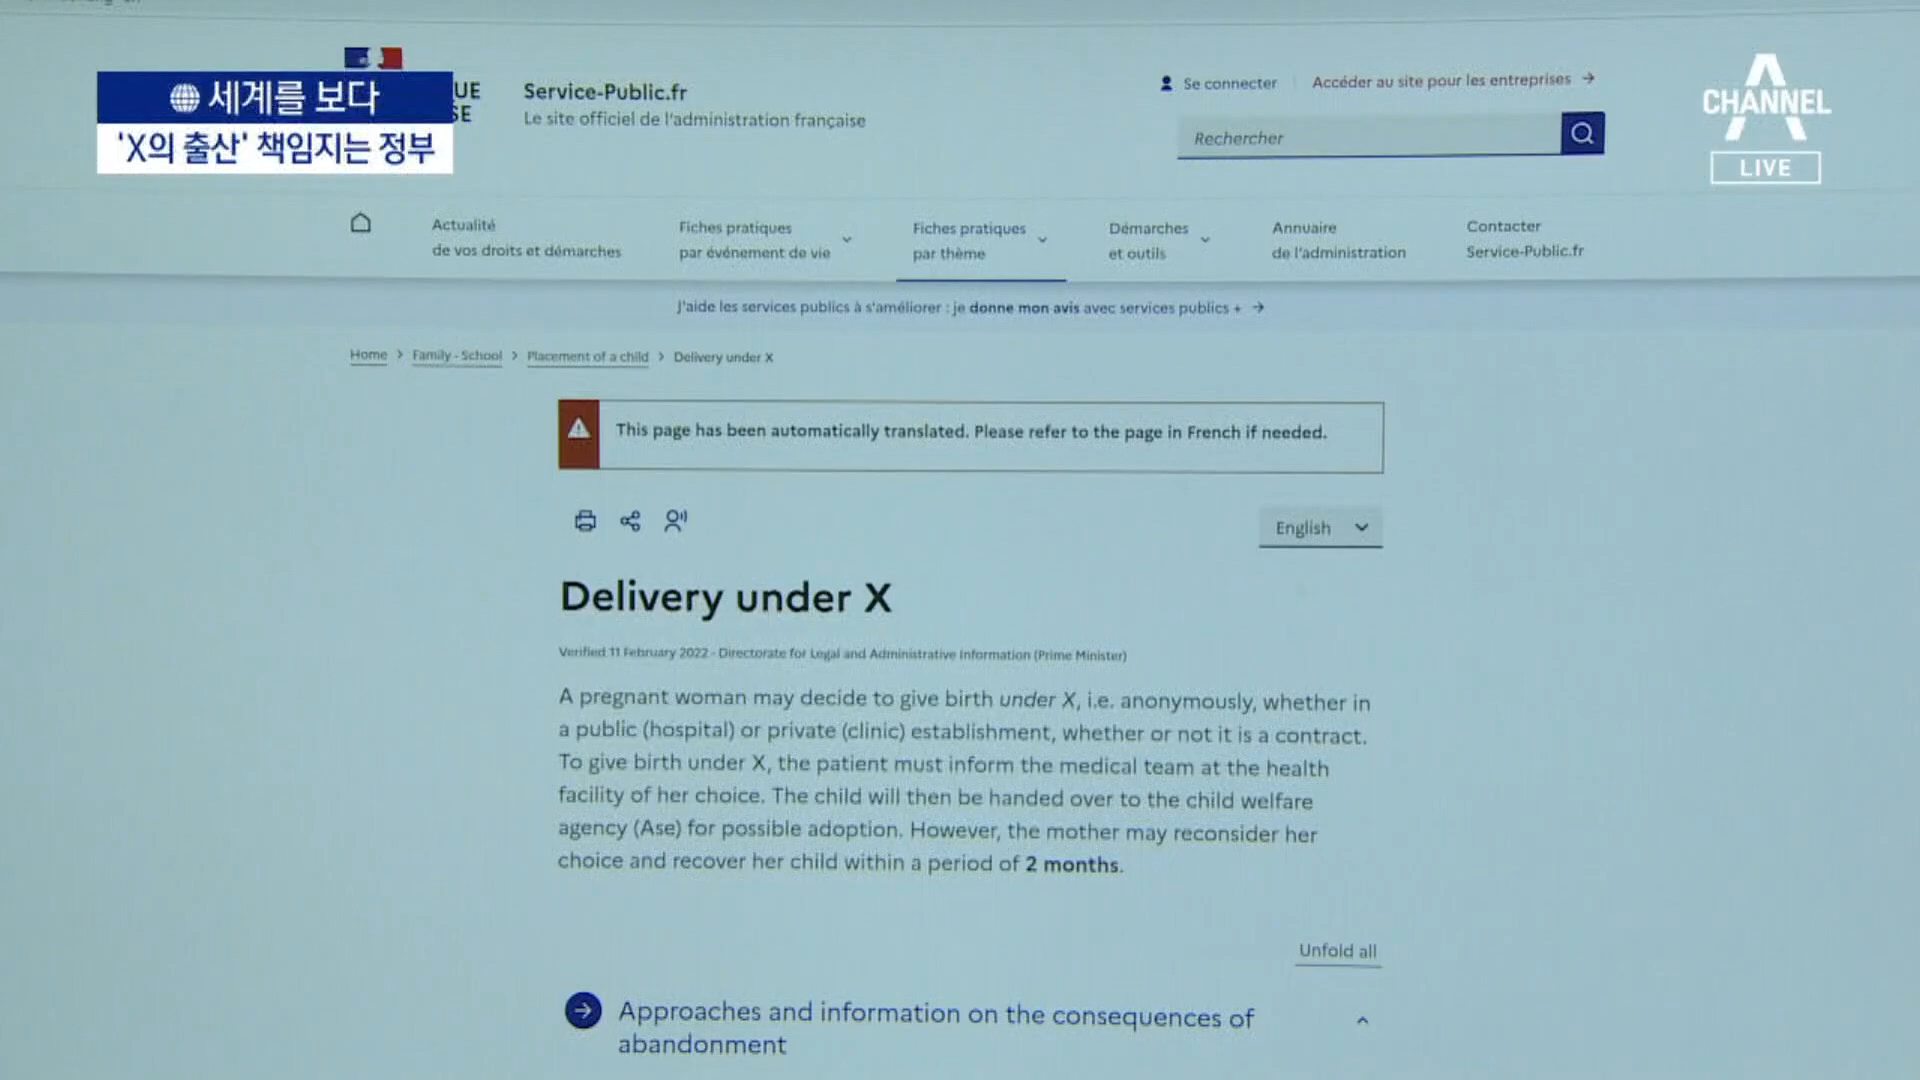 세계를 보다
'X의 출산' 책임지는 정부
UE
SE
Service-Public.fr
Le site officiel de l'administration française
Se connecter
Accéder au site pour les entreprises
Rechercher
CHANNEL
LIVE
Actualité
de vos droits et démarches
Fiches pratiques
par événement de vie
Fiches pratiques
par thème
Démarches
et outils
Annuaire
de l'administration
Contacter
Service-Public.fr
J'aide les services publics à s'améliorer : je donne mon avis avec services publics +
Home > Family - School > Placement of a child > Delivery under X
This page has been automatically translated. Please refer to the page in French if needed.
English
Delivery under X
Verified 11 February 2022 - Directorate for Legal and Administrative Information (Prime Minister)
A pregnant woman may decide to give birth under X, i.e. anonymously, whether in
a public (hospital) or private (clinic) establishment, whether or not it is a contract.
To give birth under X, the patient must inform the medical team at the health
facility of her choice. The child will then be handed over to the child welfare
agency (Ase) for possible adoption. However, the mother may reconsider her
choice and recover her child within a period of 2 months.
Unfold all
Approaches and information on the consequences of
abandonment